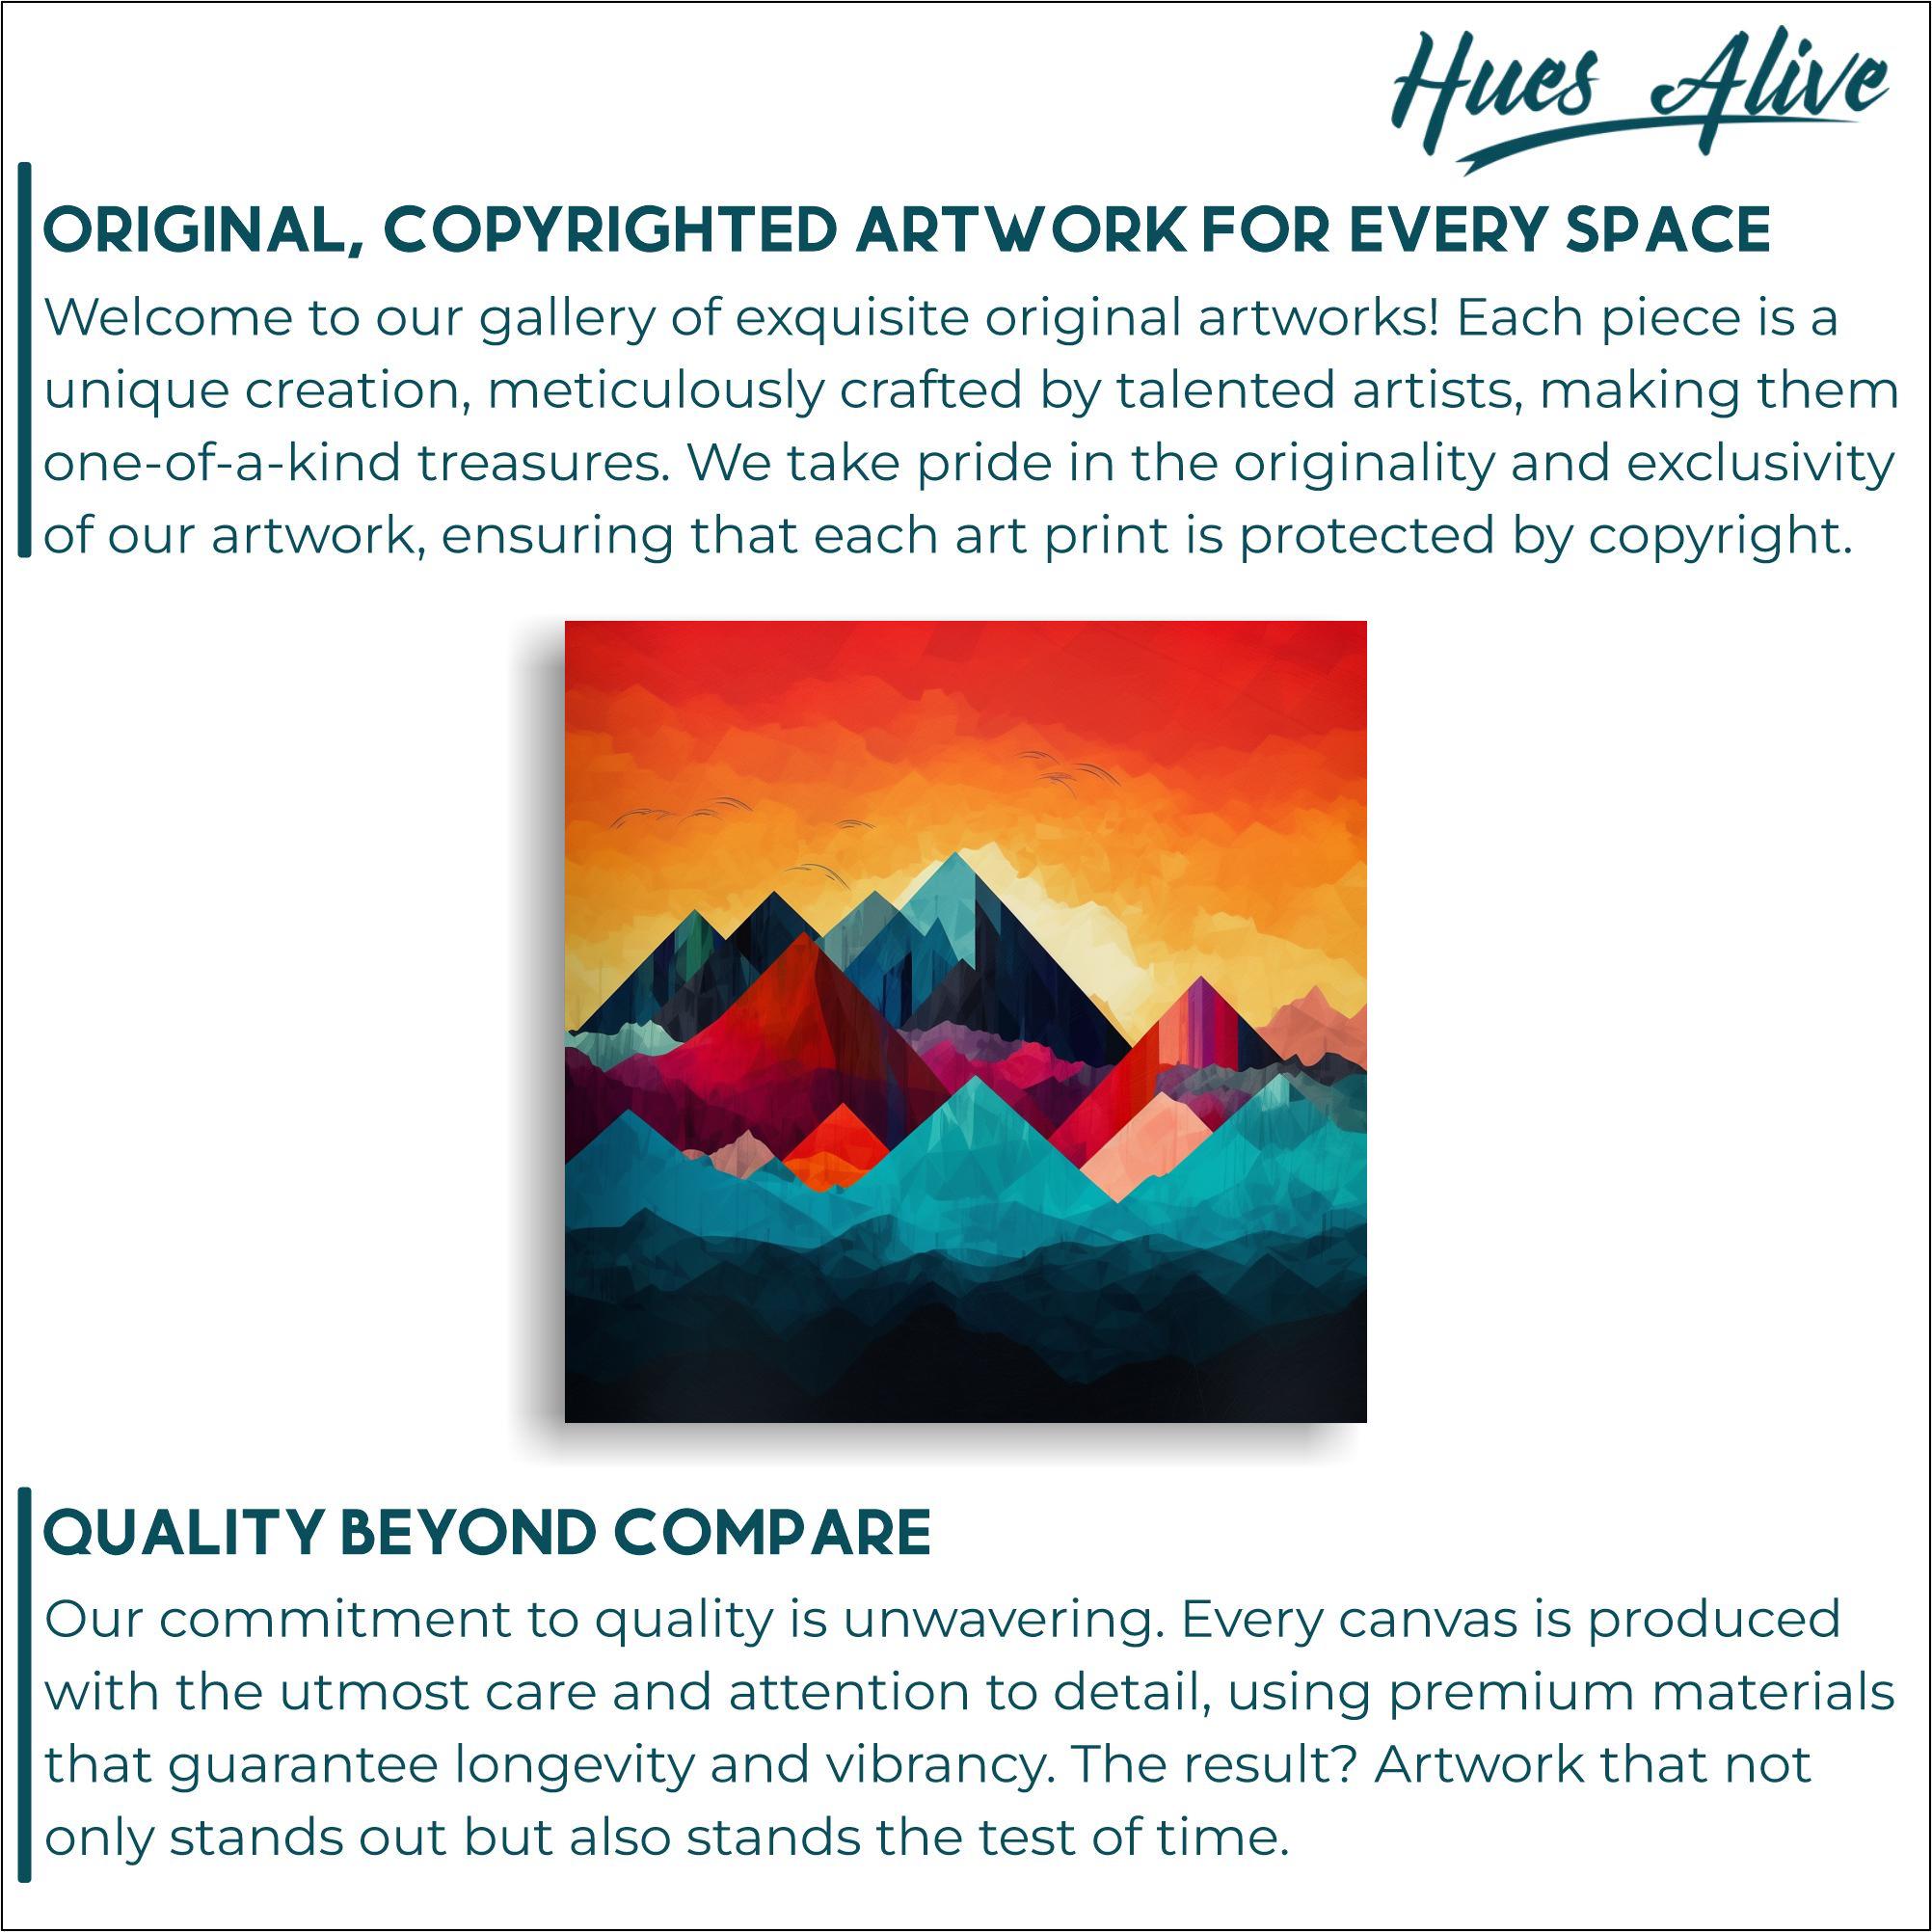 Hues Alive
ORIGINAL, COPYRIGHTED ARTWORK FOR EVERY SPACE
Welcome to our gallery of exquisite original artworks! Each piece is a
unique creation, meticulously crafted by talented artists, making them
one-of-a-kind treasures. We take pride in the originality and exclusivity
of our artwork, ensuring that each art print is protected by copyright.
QUALITY BEYOND COMPARE
Our commitment to quality is unwavering. Every canvas is produced
with the utmost care and attention to detail, using premium materials
that guarantee longevity and vibrancy. The result? Artwork that not
only stands out but also stands the test of time.